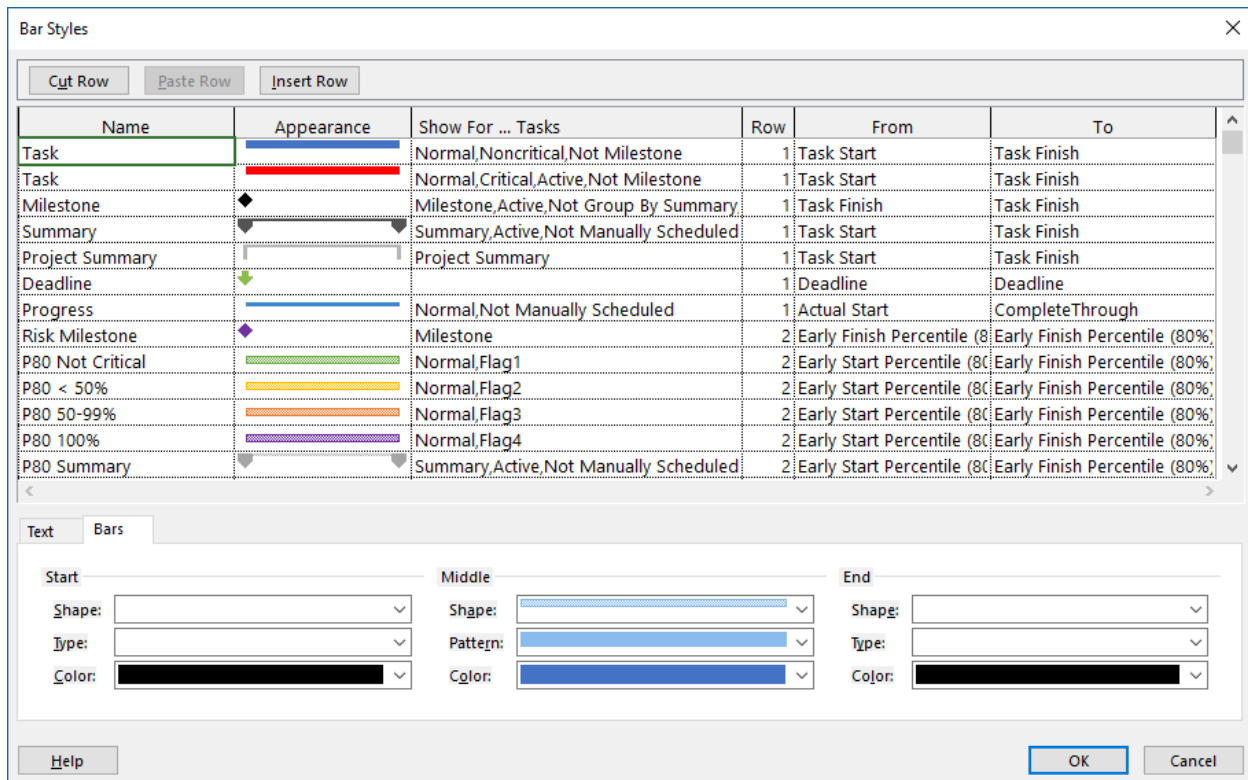 Bar Styles
Cut Row Paste Row Insert Row
Name Appearance Show For ... Tasks Row From To
Task Normal,Noncritical,Not Milestone 1 Task Start Task Finish
Task Normal,Critical,Active,Not Milestone 1 Task Start Task Finish
Milestone Milestone,Active,Not Group By Summary, 1 Task Finish Task Finish
Summary Summary,Active,Not Manually Scheduled 1 Task Start Task Finish
Project Summary Project Summary 1 Task Start Task Finish
Deadline 1 Deadline Deadline
Progress Normal,Not Manually Scheduled 1 Actual Start CompleteThrough
Risk Milestone Milestone 2 Early Finish Percentile (8 Early Finish Percentile (80%)
P80 Not Critical Normal,Flag1 2 Early Start Percentile (80 Early Finish Percentile (80%)
P80 < 50% Normal,Flag2 2 Early Start Percentile (80 Early Finish Percentile (80%)
P80 50-99% Normal,Flag3 2 Early Start Percentile (80 Early Finish Percentile (80%)
P80 100% Normal,Flag4 2 Early Start Percentile (80 Early Finish Percentile (80%)
P80 Summary Summary,Active,Not Manually Scheduled 2 Early Start Percentile (80 Early Finish Percentile (80%)
Text Bars
Start Middle End
Shape: Shape: Shape:
Type: Pattern: Type:
Color: Color: Color:
Help OK Cancel